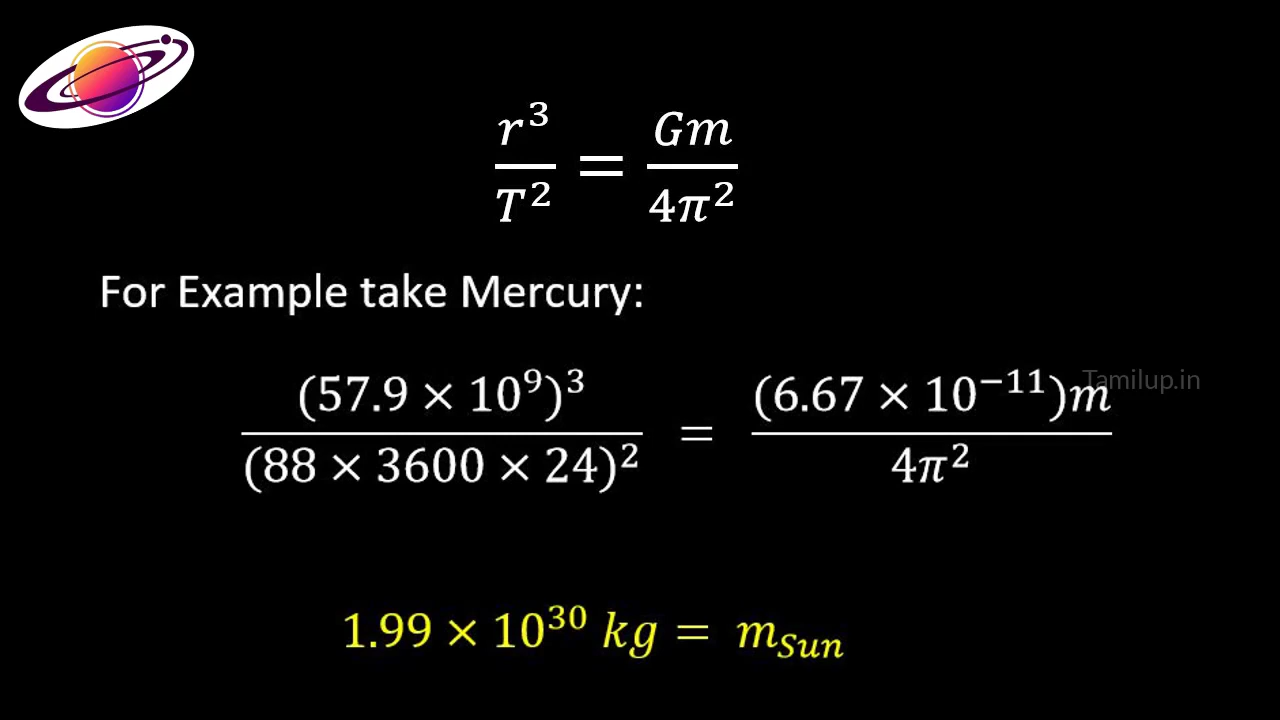 r³/T² = Gm/4π²
For Example take Mercury:
(57.9 × 10⁹)³/(88 × 3600 × 24)² = (6.67 × 10⁻¹¹)m/4π²
Tamilup.in
1.99 × 10³⁰ kg = m_Sun